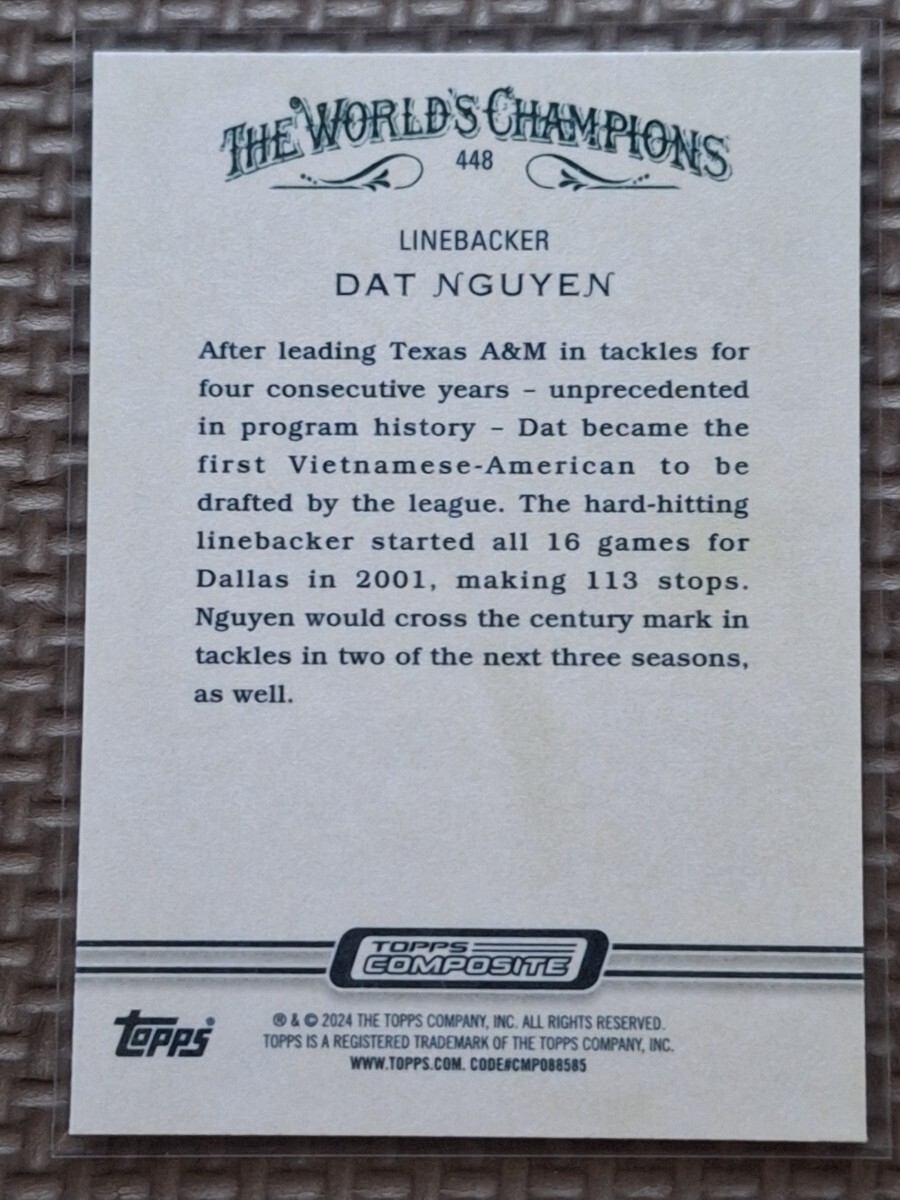 THE WORLD'S CHAMPIONS
448
LINEBACKER
DAT NGUYEN
After leading Texas A&M in tackles for
four consecutive years – unprecedented
in program history – Dat became the
first Vietnamese-American to be
drafted by the league. The hard-hitting
linebacker started all 16 games for
Dallas in 2001, making 113 stops.
Nguyen would cross the century mark in
tackles in two of the next three seasons,
as well.
TOPPS
COMPOSITE
topps®
® & © 2024 THE TOPPS COMPANY, INC. ALL RIGHTS RESERVED.
TOPPS IS A REGISTERED TRADEMARK OF THE TOPPS COMPANY, INC.
WWW.TOPPS.COM. CODE#CMP088585